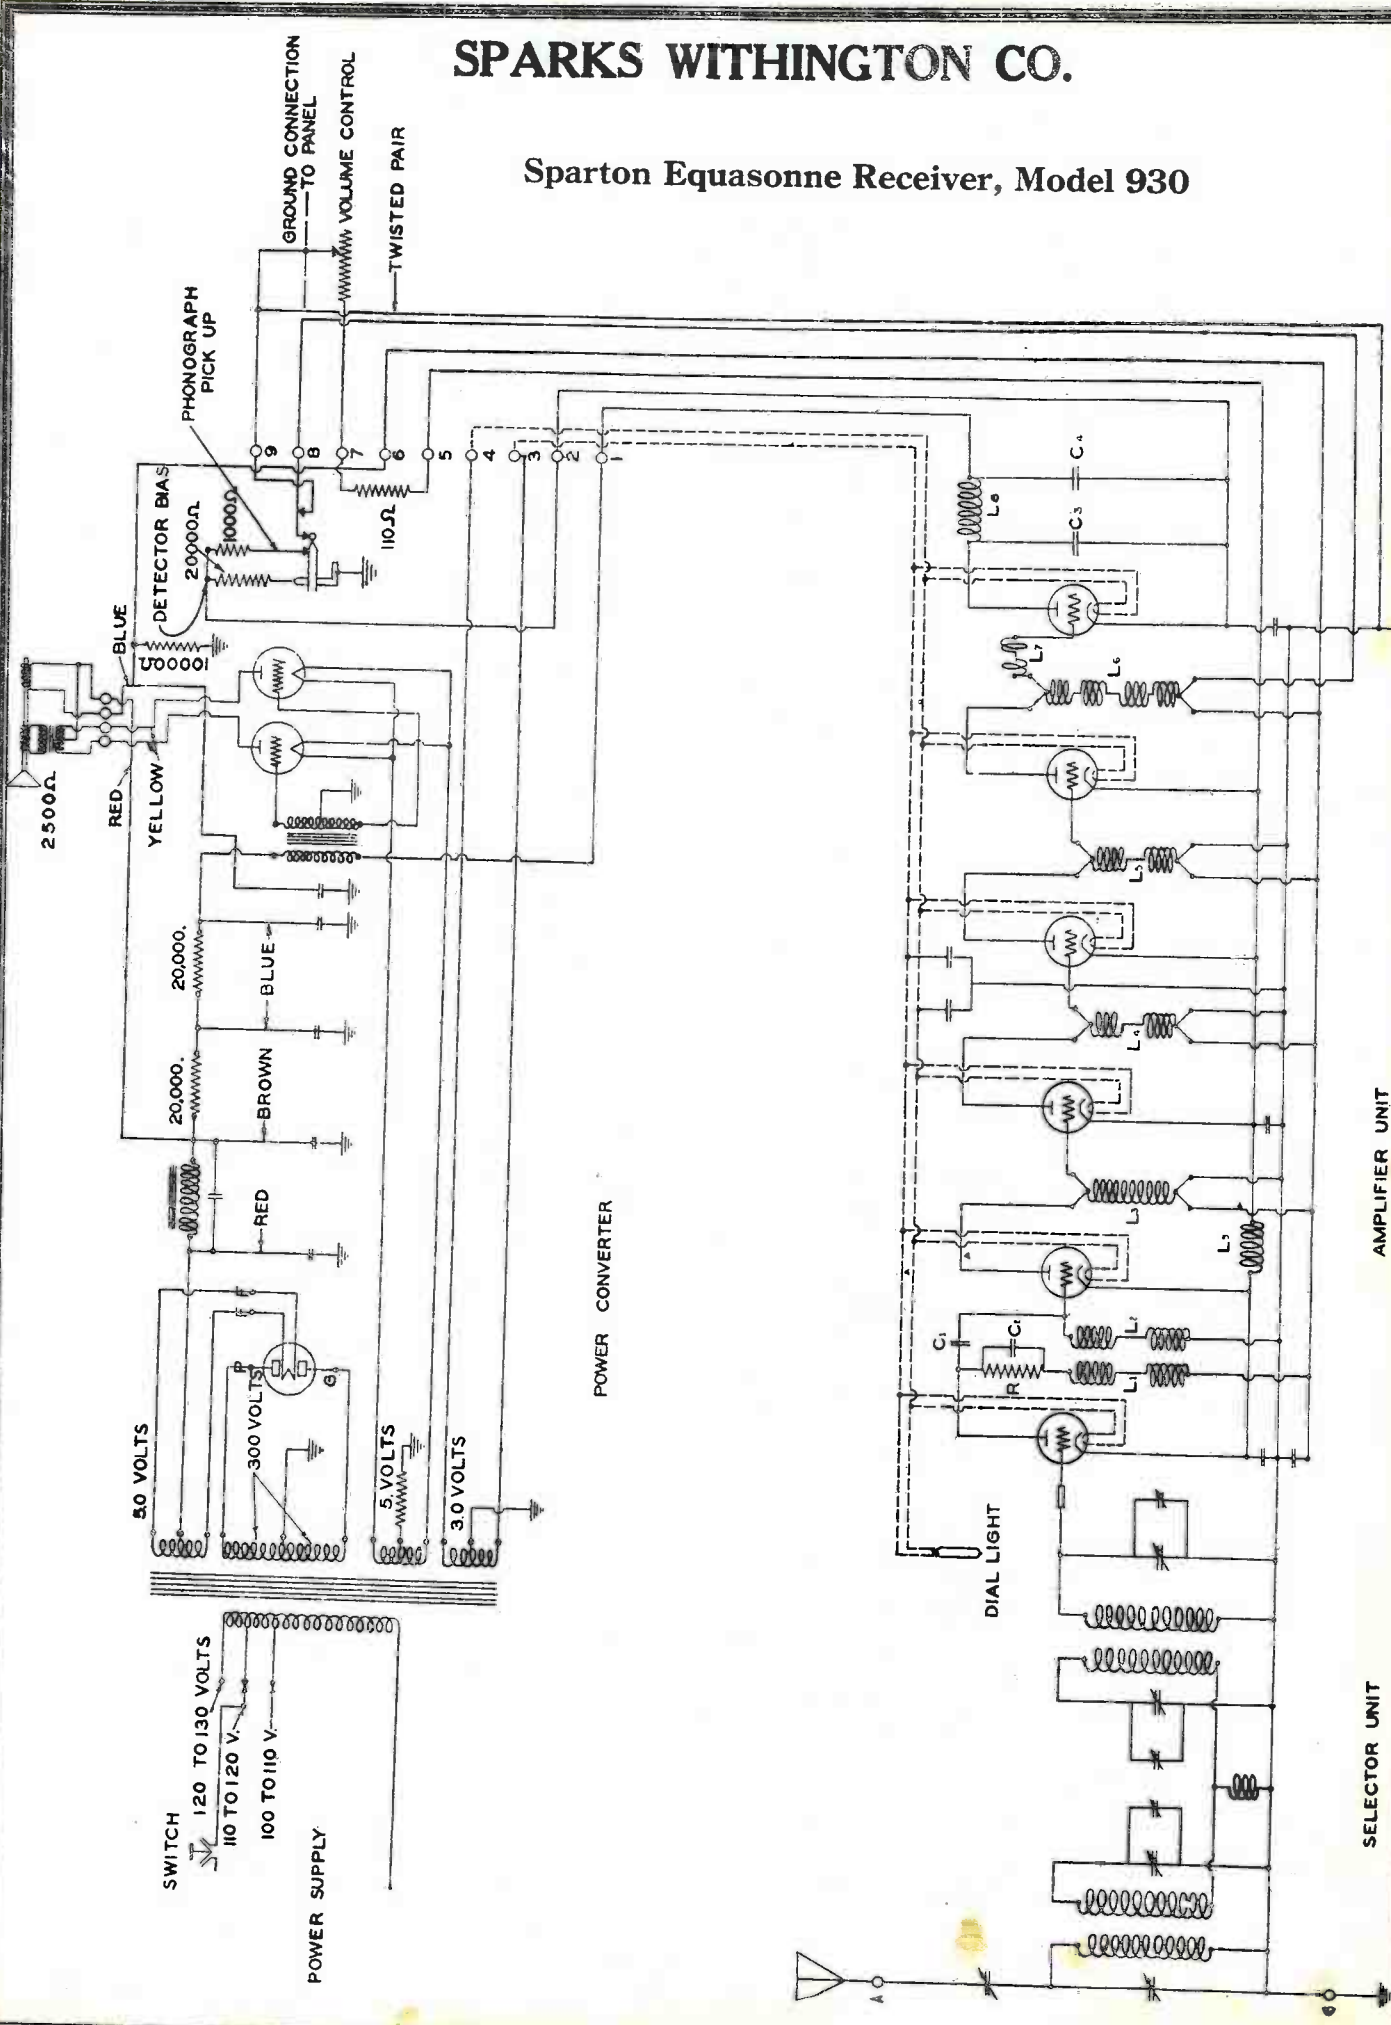 SPARKS WITHINGTON CO.
Sparton Equasonne Receiver, Model 930
GROUND CONNECTION
TO PANEL
VOLUME CONTROL
TWISTED PAIR
PHONOGRAPH
PICK UP
9
8
7
6
5
4
3
2
1
DETECTOR BIAS
20000Ω
1000Ω
110Ω
10000Ω
BLUE
RED
YELLOW
2500Ω
20,000.
20,000.
BLUE
BROWN
RED
P
F
F
G
5.0 VOLTS
300 VOLTS
5. VOLTS
3.0 VOLTS
POWER CONVERTER
SWITCH
120 TO 130 VOLTS
110 TO 120 V.
100 TO 110 V.
POWER SUPPLY
L8
C4
C3
L7
L6
L5
L4
L3
L9
C1
C2
R
L2
L1
DIAL LIGHT
AMPLIFIER UNIT
SELECTOR UNIT
A
G